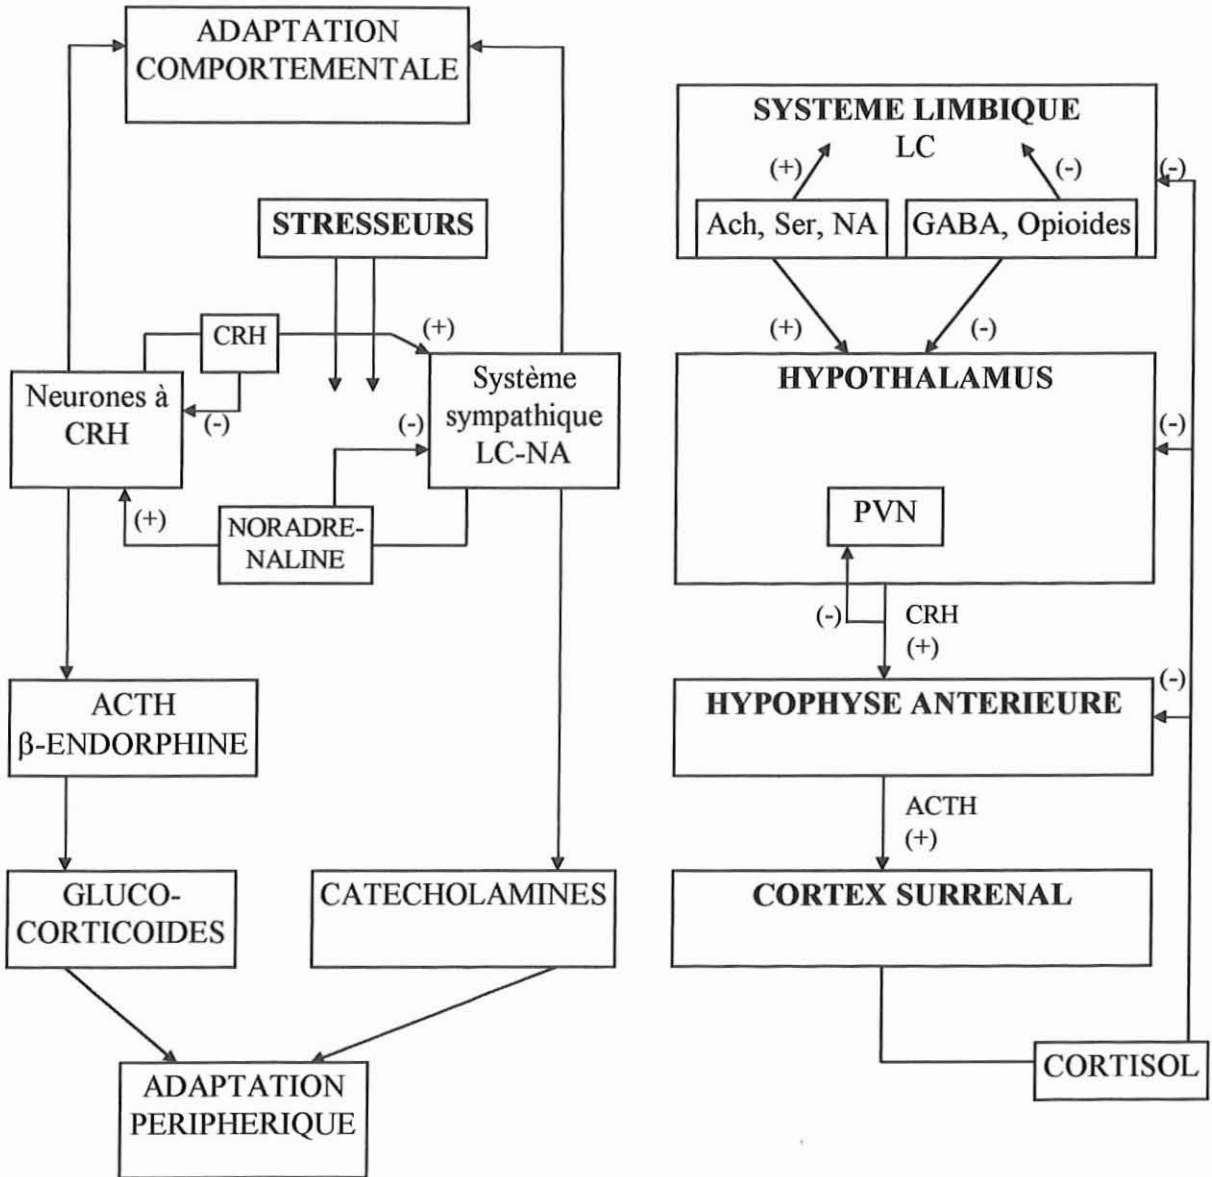 ADAPTATION
COMPORTEMENTALE
STRESSEURS
CRH
(+)
Neurones à
CRH
(-)
Système
sympathique
LC-NA
(-)
(+)
NORADRE-
NALINE
ACTH
β-ENDORPHINE
GLUCO-
CORTICOIDES
CATECHOLAMINES
ADAPTATION
PERIPHERIQUE
SYSTEME LIMBIQUE
LC
(+)
(-)
(-)
Ach, Ser, NA
GABA, Opioides
(+)
(-)
HYPOTHALAMUS
(-)
PVN
(-)
CRH
(+)
(-)
HYPOPHYSE ANTERIEURE
ACTH
(+)
CORTEX SURRENAL
CORTISOL